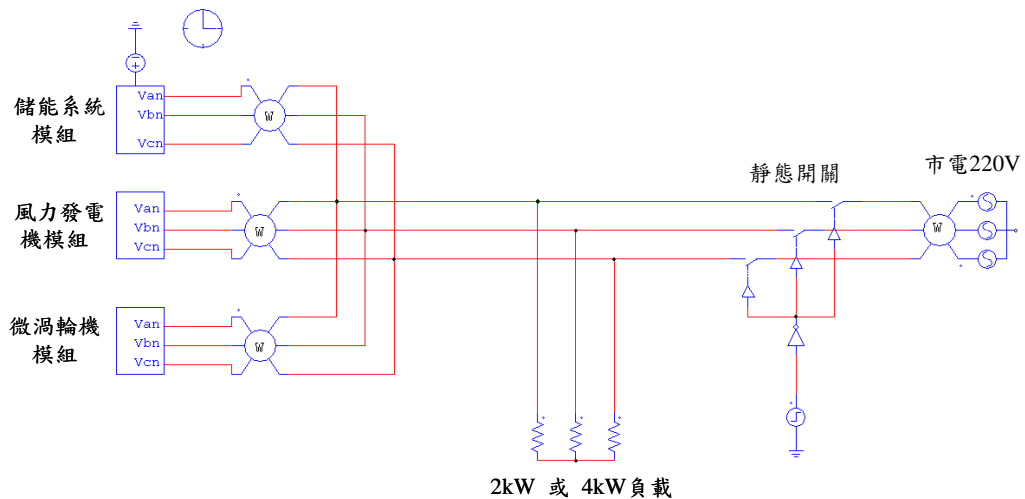 儲能系統
模組
Van
Vbn
Vcn
W
風力發電
機模組
Van
Vbn
Vcn
W
微渦輪機
模組
Van
Vbn
Vcn
W
靜態開關
市電220V
W
2kW 或 4kW負載